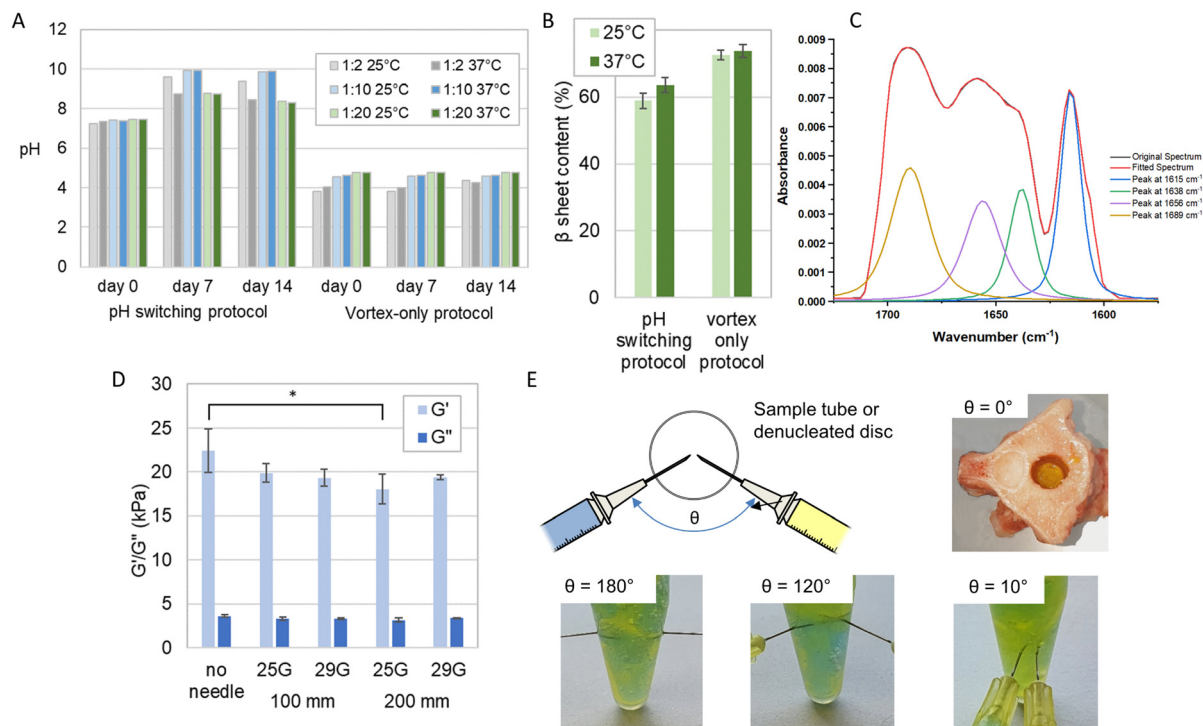 A
12
10
8
6
4
2
0
pH
1:2 25°C
1:2 37°C
1:10 25°C
1:10 37°C
1:20 25°C
1:20 37°C
day 0
day 7
day 14
day 0
day 7
day 14
pH switching protocol
Vortex-only protocol
B
25°C
37°C
80
60
40
20
0
β sheet content (%)
pH
switching
protocol
vortex
only
protocol
C
0.009
0.008
0.007
0.006
0.005
0.004
0.003
0.002
0.001
0.000
Absorbance
1700
1650
1600
Wavenumber (cm⁻¹)
Original Spectrum
Fitted Spectrum
Peak at 1615 cm⁻¹
Peak at 1638 cm⁻¹
Peak at 1656 cm⁻¹
Peak at 1689 cm⁻¹
D
30
25
20
15
10
5
0
G'/G" (kPa)
*
G'
G"
no
needle
25G
29G
25G
29G
100 mm
200 mm
E
Sample tube or
denucleated disc
θ
θ = 0°
θ = 180°
θ = 120°
θ = 10°